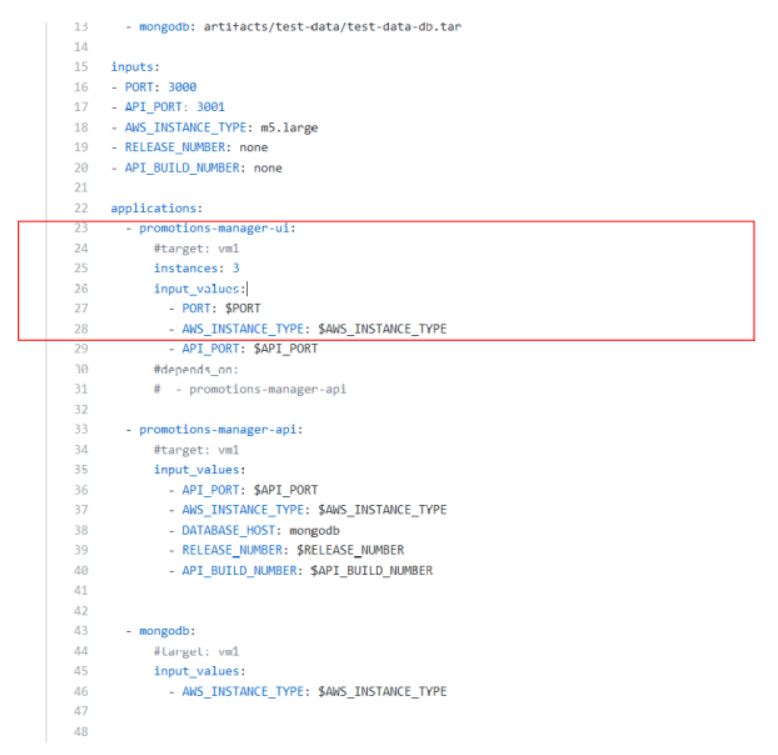 13 - mongodb: artifacts/test-data/test-data-db.tar
14
15 inputs:
16 - PORT: 3000
17 - API_PORT: 3001
18 - AWS_INSTANCE_TYPE: m5.large
19 - RELEASE_NUMBER: none
20 - API_BUILD_NUMBER: none
21
22 applications:
23 - promotions-manager-ui:
24 #target: vm1
25 instances: 3
26 input_values:
27 - PORT: $PORT
28 - AWS_INSTANCE_TYPE: $AWS_INSTANCE_TYPE
29 - API_PORT: $API_PORT
30 #depends_on:
31 # - promotions-manager-api
32
33 - promotions-manager-api:
34 #target: vm1
35 input_values:
36 - API_PORT: $API_PORT
37 - AWS_INSTANCE_TYPE: $AWS_INSTANCE_TYPE
38 - DATABASE_HOST: mongodb
39 - RELEASE_NUMBER: $RELEASE_NUMBER
40 - API_BUILD_NUMBER: $API_BUILD_NUMBER
41
42
43 - mongodb:
44 #target: vm1
45 input_values:
46 - AWS_INSTANCE_TYPE: $AWS_INSTANCE_TYPE
47
48